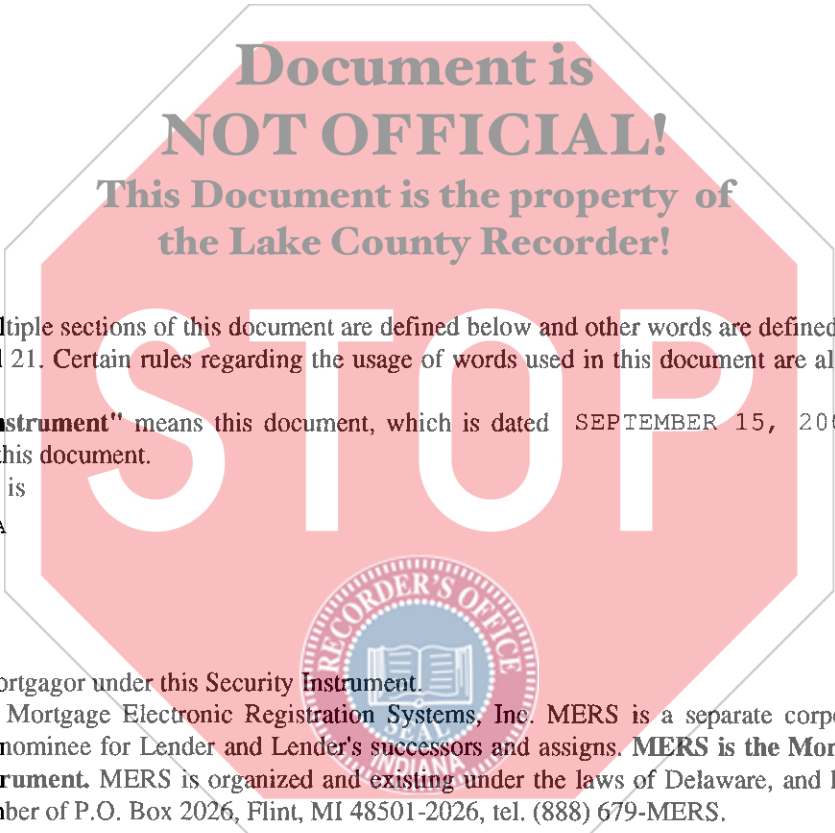 Document is
NOT OFFICIAL!
This Document is the property of
the Lake County Recorder!
ltiple sections of this document are defined below and other words are defined
21. Certain rules regarding the usage of words used in this document are al
strument" means this document, which is dated SEPTEMBER 15, 200
this document.
is
A
STOP
RECORDER'S OFFICE
SEAL
INDIANA
ortgagor under this Security Instrument.
Mortgage Electronic Registration Systems, Inc. MERS is a separate corp
nominee for Lender and Lender's successors and assigns. MERS is the Mor
rument. MERS is organized and existing under the laws of Delaware, and
ber of P.O. Box 2026, Flint, MI 48501-2026, tel. (888) 679-MERS.